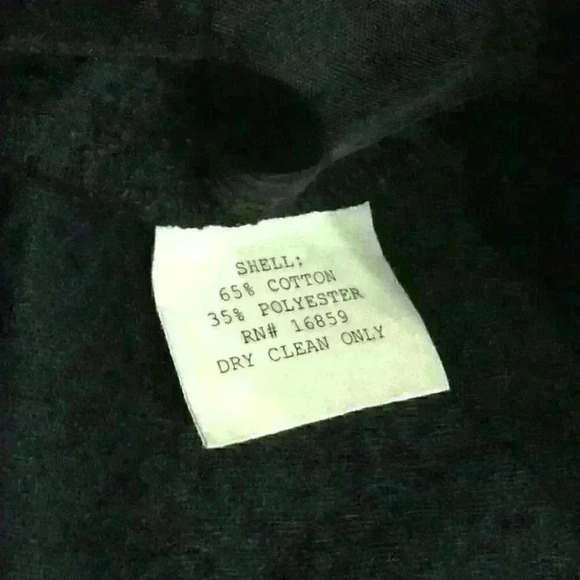 SHELL:
65% COTTON
35% POLYESTER
RN# 16859
DRY CLEAN ONLY